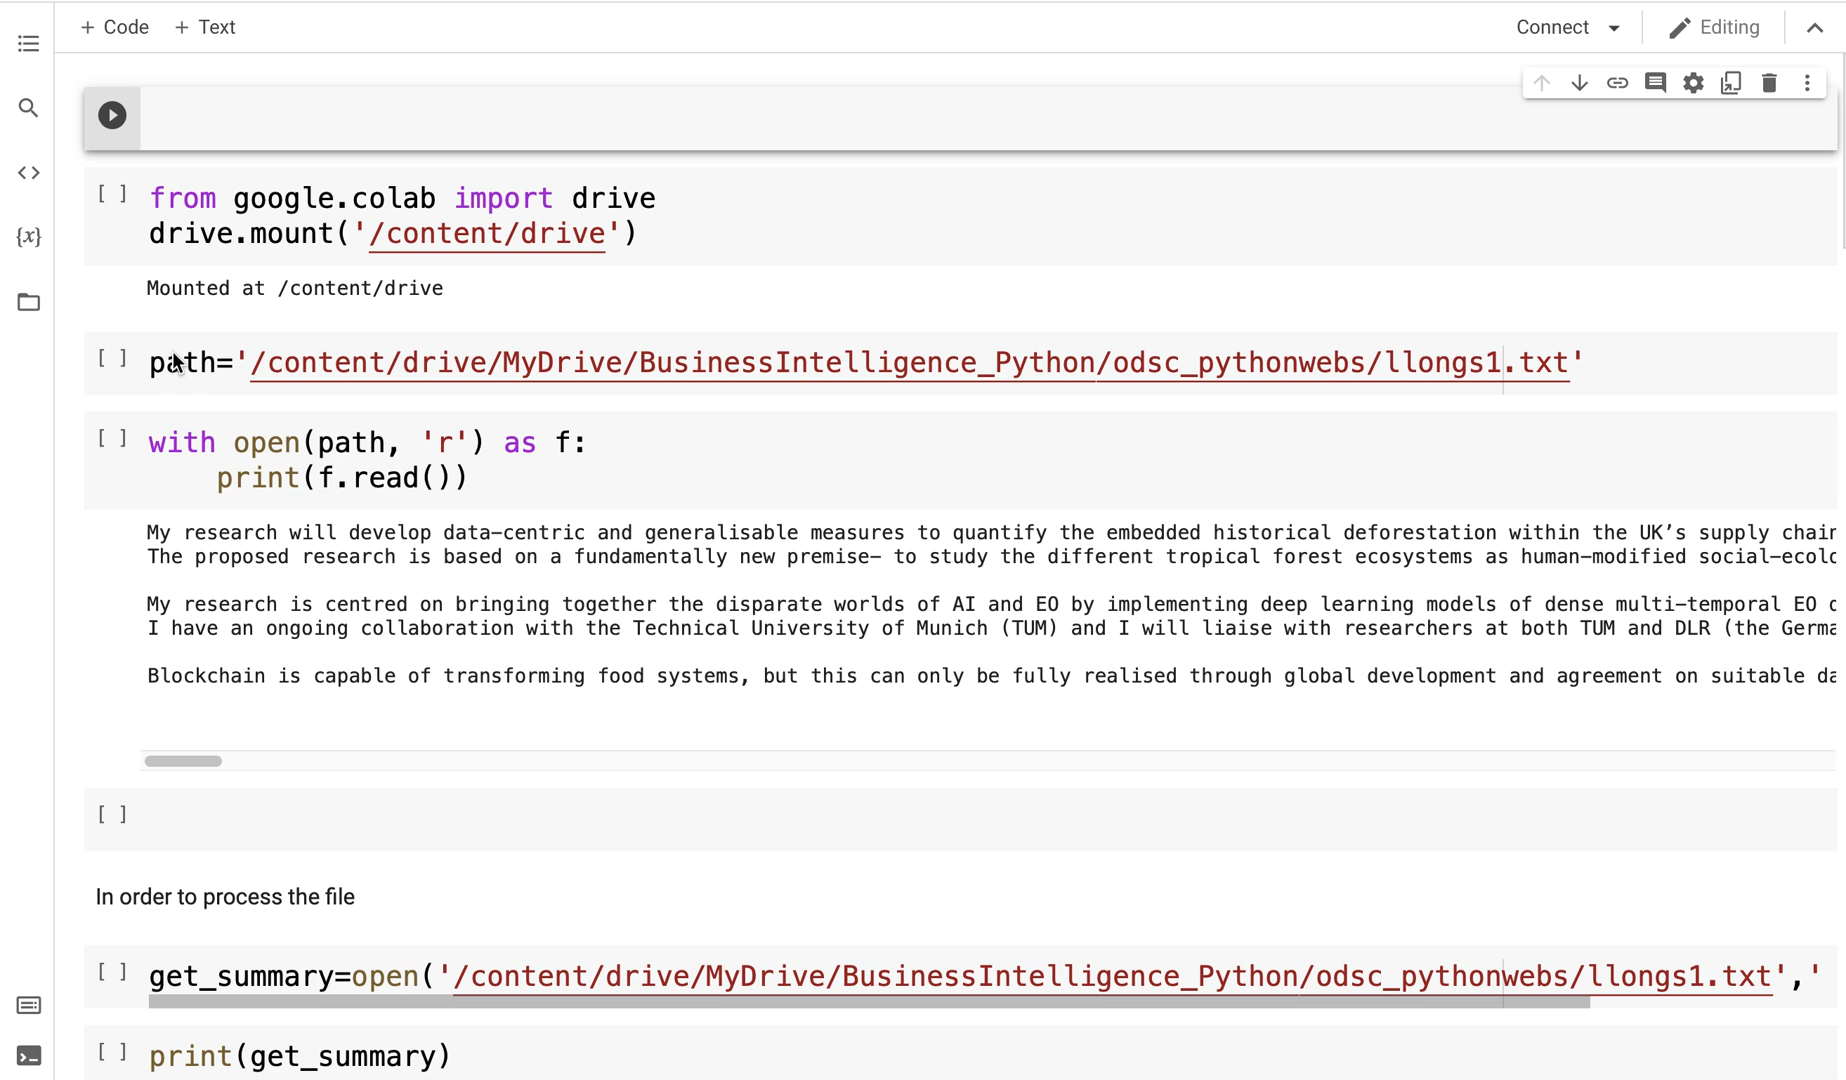 + Code + Text Connect Editing
[ ] from google.colab import drive
drive.mount('/content/drive')
Mounted at /content/drive
[ ] path='/content/drive/MyDrive/BusinessIntelligence_Python/odsc_pythonwebs/llongs1.txt'
[ ] with open(path, 'r') as f:
print(f.read())
My research will develop data-centric and generalisable measures to quantify the embedded historical deforestation within the UK’s supply chain
The proposed research is based on a fundamentally new premise- to study the different tropical forest ecosystems as human-modified social-ecolo
My research is centred on bringing together the disparate worlds of AI and EO by implementing deep learning models of dense multi-temporal EO
I have an ongoing collaboration with the Technical University of Munich (TUM) and I will liaise with researchers at both TUM and DLR (the Germa
Blockchain is capable of transforming food systems, but this can only be fully realised through global development and agreement on suitable da
[ ]
In order to process the file
[ ] get_summary=open('/content/drive/MyDrive/BusinessIntelligence_Python/odsc_pythonwebs/llongs1.txt','
[ ] print(get_summary)